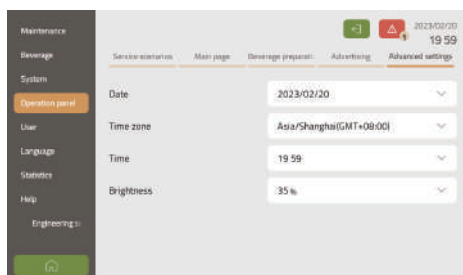 Maintenance
Beverage
System
Operation panel
User
Language
Statistics
Help
Engineering
1
2023/02/20
19 59
Service scenarios Main page Beverage preparati Advertising Advanced settings
Date 2023/02/20
Time zone Asia/Shanghai(GMT+08:00)
Time 19 59
Brightness 35 %